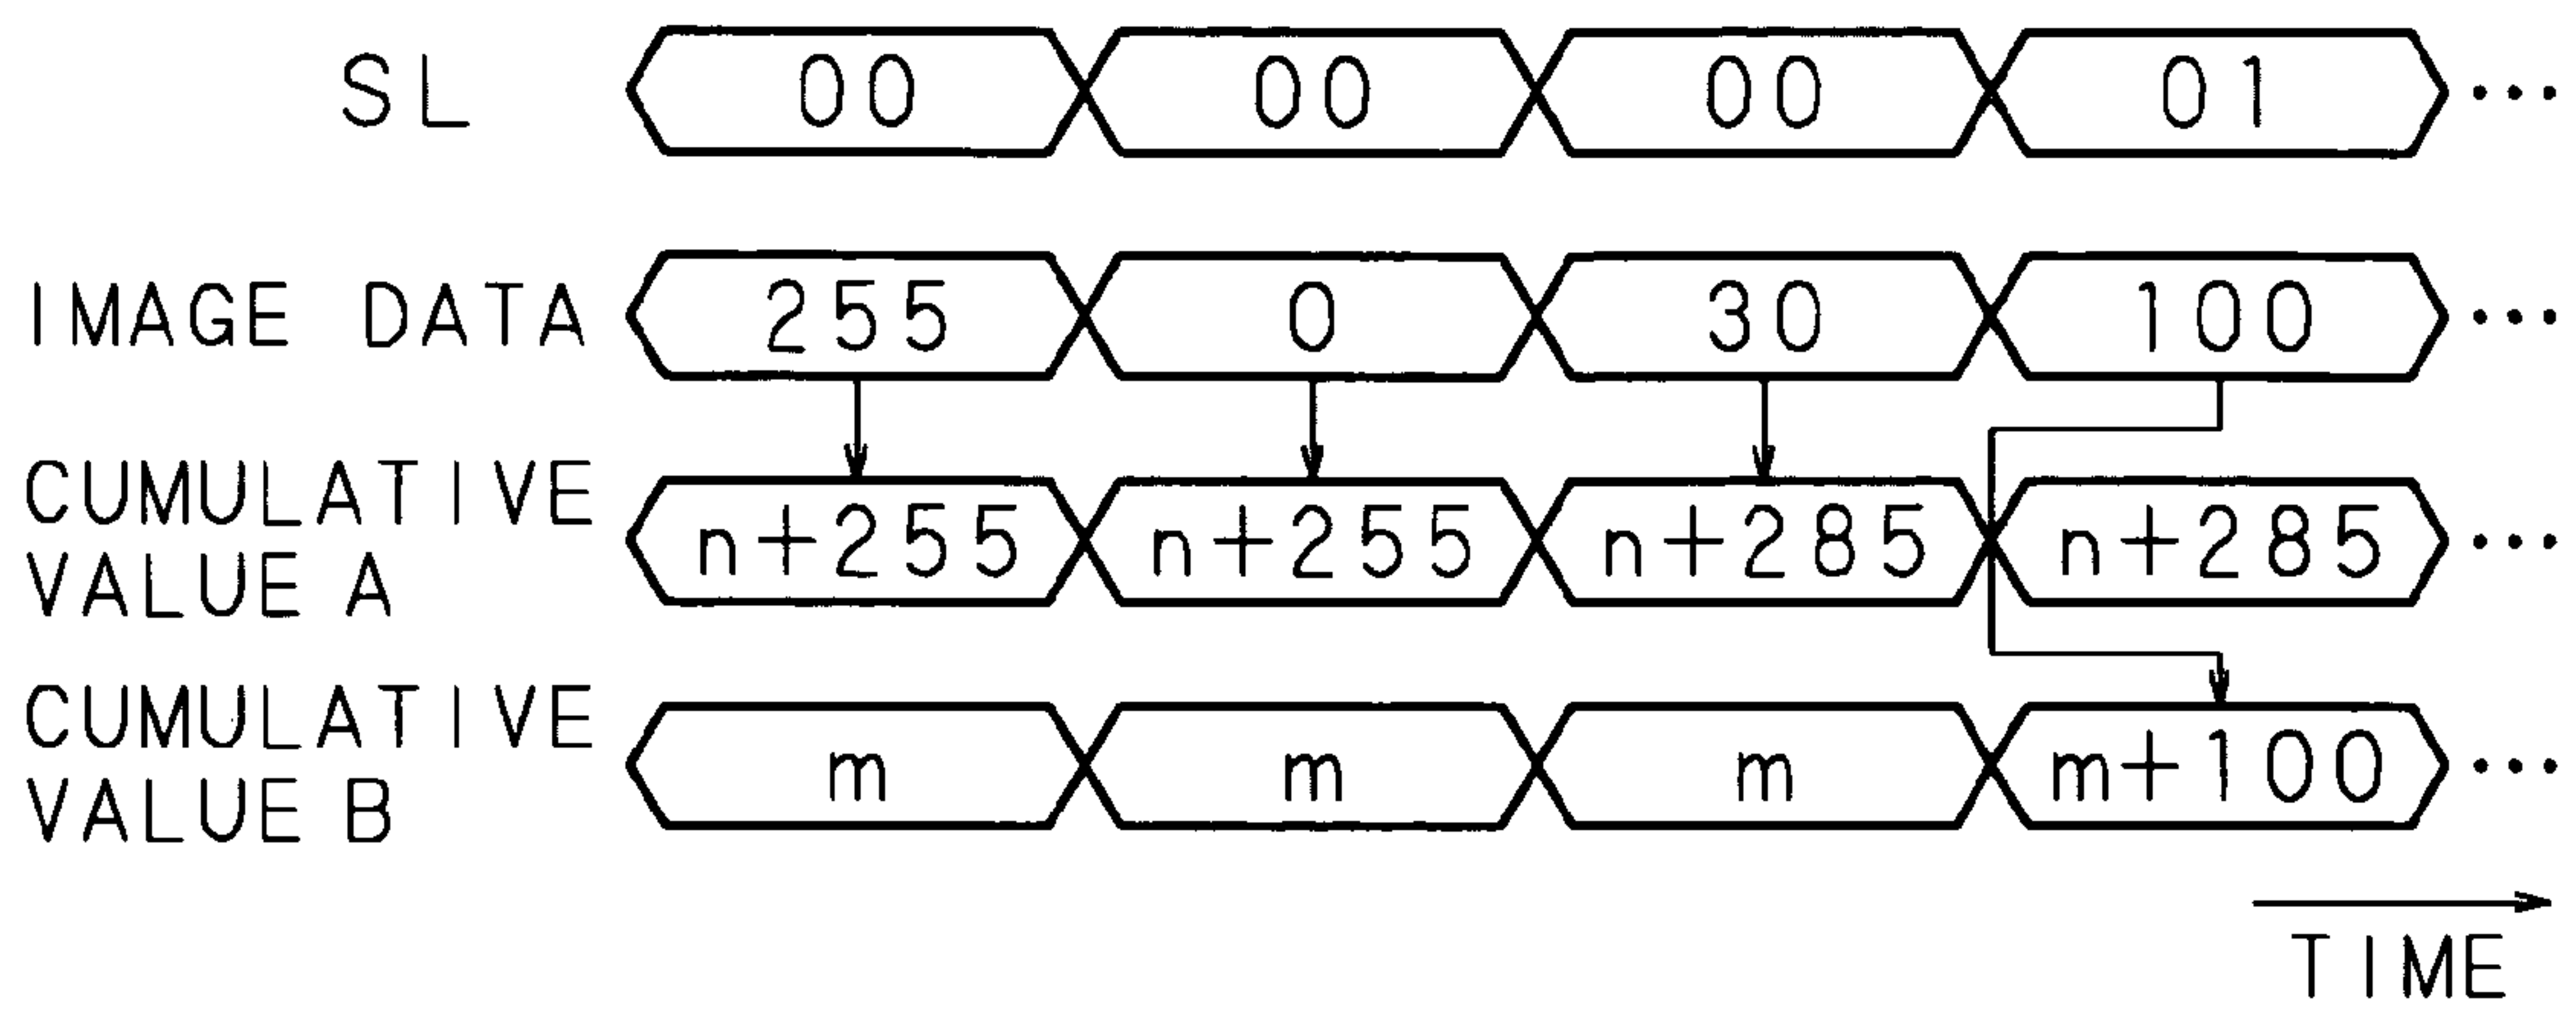 SL 00 00 00 01 ...
IMAGE DATA 255 0 30 100 ...
CUMULATIVE VALUE A n+255 n+255 n+285 n+285 ...
CUMULATIVE VALUE B m m m m+100 ...
TIME